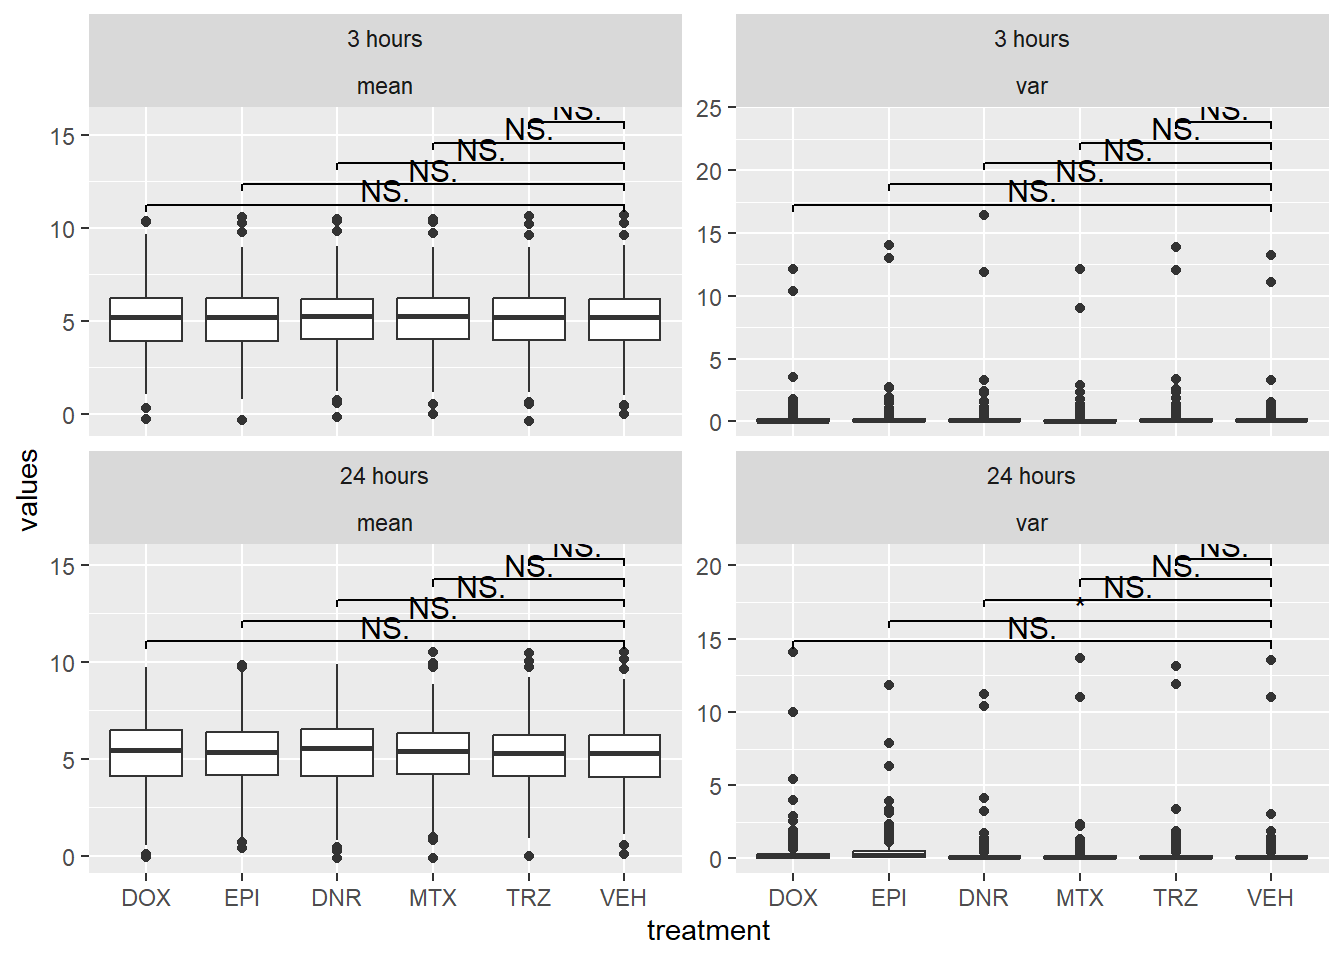 3 hours
mean
15
10
5
0
NS.
NS.
NS.
NS.
NS.
3 hours
var
25
20
15
10
5
0
NS.
NS.
NS.
NS.
NS.
values
24 hours
mean
15
10
5
0
NS.
NS.
NS.
NS.
NS.
DOX EPI DNR MTX TRZ VEH
24 hours
var
20
15
10
5
0
NS.
NS.
NS.
*
NS.
DOX EPI DNR MTX TRZ VEH
treatment